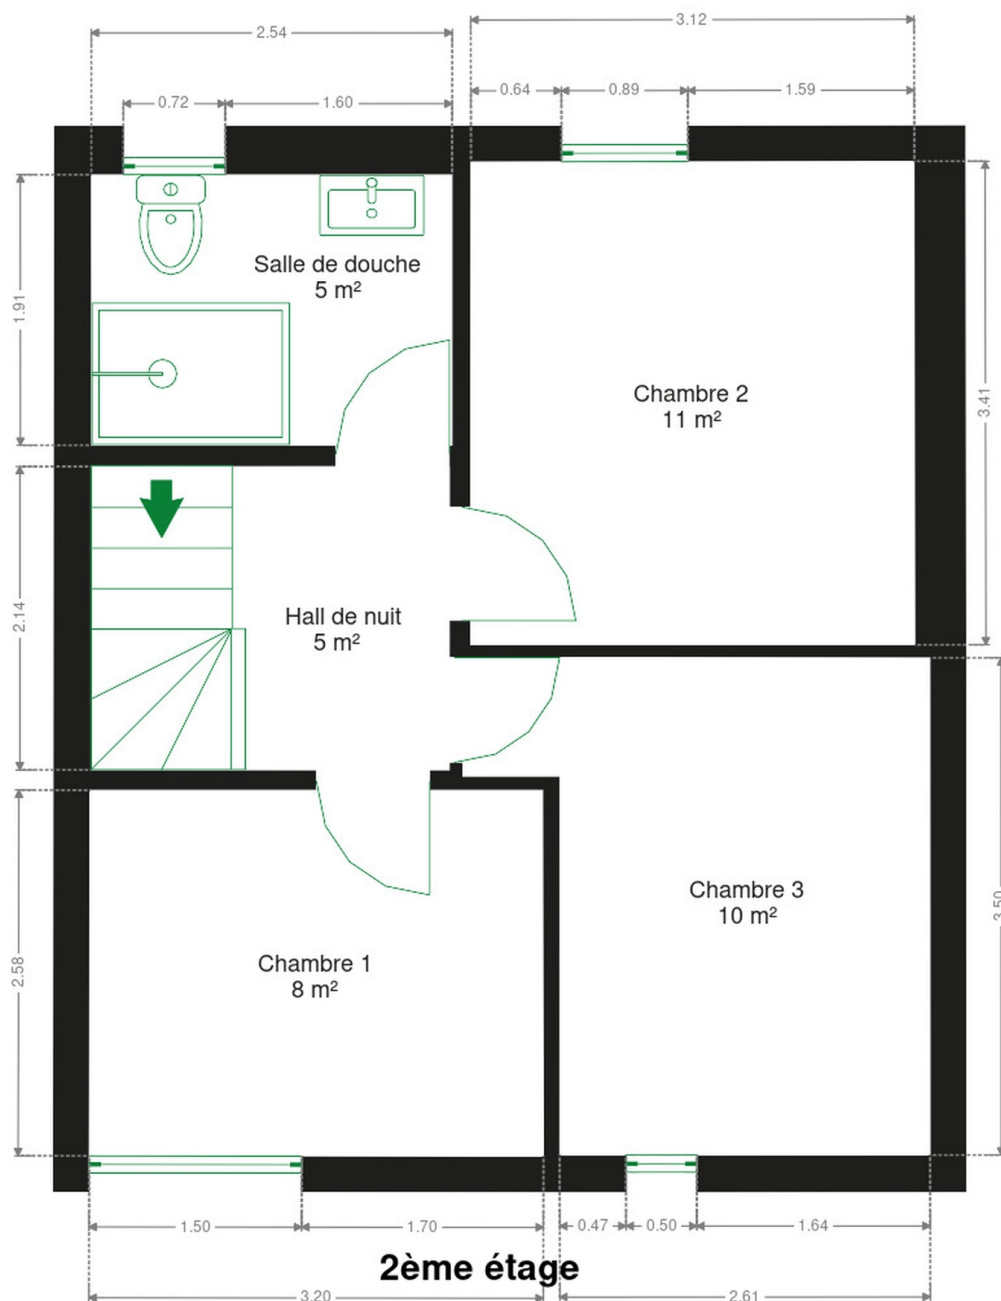 3.12
2.54
0.64
0.89
1.59
0.72
1.60
Salle de douche
5 m²
1.91
Chambre 2
11 m²
3.41
Hall de nuit
5 m²
2.14
Chambre 3
10 m²
3.50
Chambre 1
8 m²
2.58
1.50
1.70
0.47
0.50
1.64
2ème étage
3.20
2.61